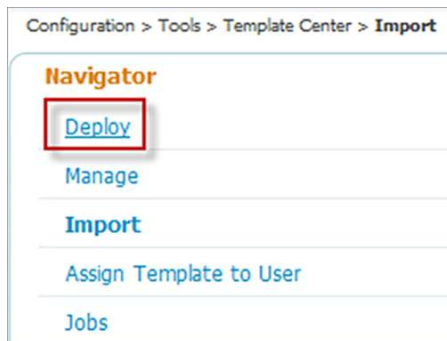 Configuration > Tools > Template Center > Import
Navigator
Deploy
Manage
Import
Assign Template to User
Jobs